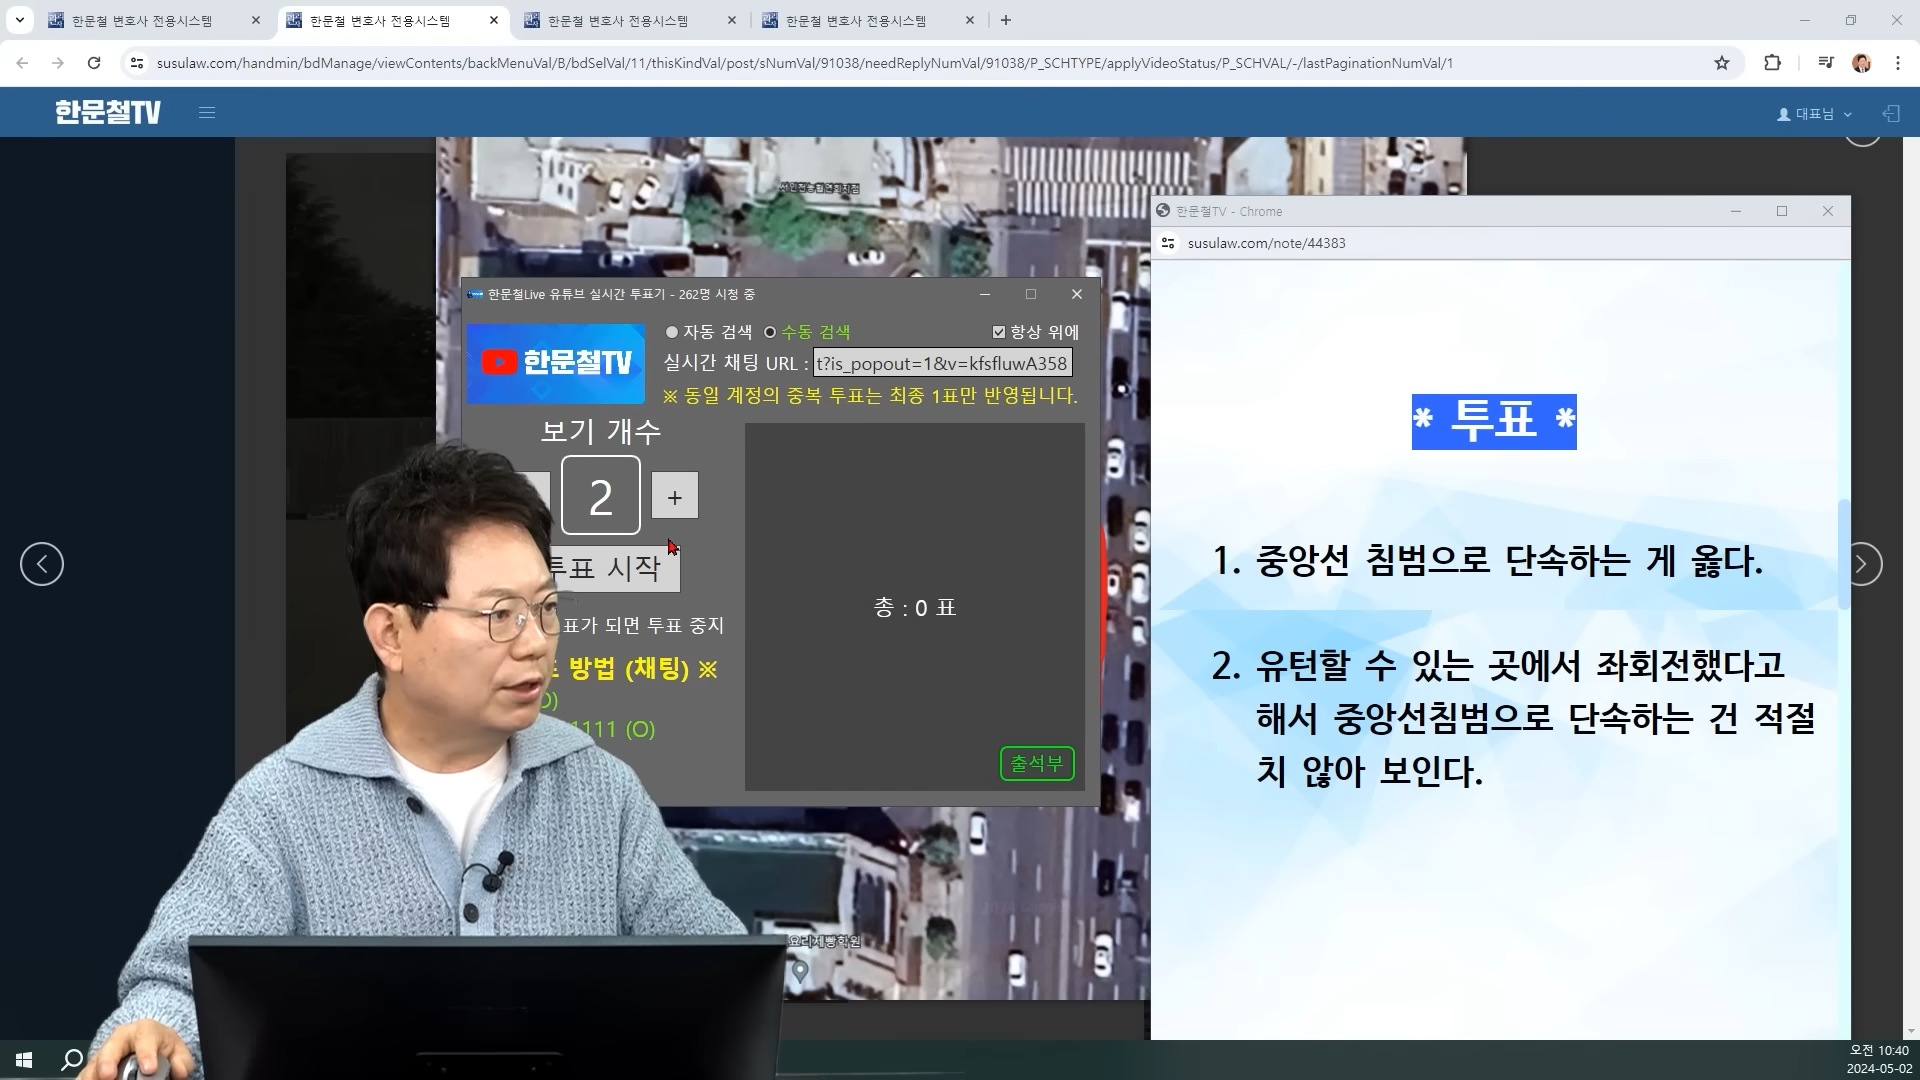 한문철 변호사 전용시스템
한문철 변호사 전용시스템
한문철 변호사 전용시스템
한문철 변호사 전용시스템
susulaw.com/handmin/bdManage/viewContents/backMenuVal/B/bdSelVal/11/thisKindVal/post/sNumVal/91038/needReplyNumVal/91038/P_SCHTYPE/applyVideoStatus/P_SCHVAL/-/lastPaginationNumVal/1
한문철TV
대표님
한문철Live 유튜브 실시간 투표기 - 262명 시청 중
한문철TV
자동 검색 수동 검색
항상 위에
실시간 채팅 URL : t?is_popout=1&v=kfsfluwA358
※ 동일 계정의 중복 투표는 최종 1표만 반영됩니다.
보기 개수
2 +
투표 시작
표가 되면 투표 중지
방법 (채팅) ※
1111 (O)
총 : 0 표
출석부
한문철TV - Chrome
susulaw.com/note/44383
* 투표 *
1. 중앙선 침범으로 단속하는 게 옳다.
2. 유턴할 수 있는 곳에서 좌회전했다고
해서 중앙선침범으로 단속하는 건 적절
치 않아 보인다.
요리제빵학원
오전 10:40
2024-05-02